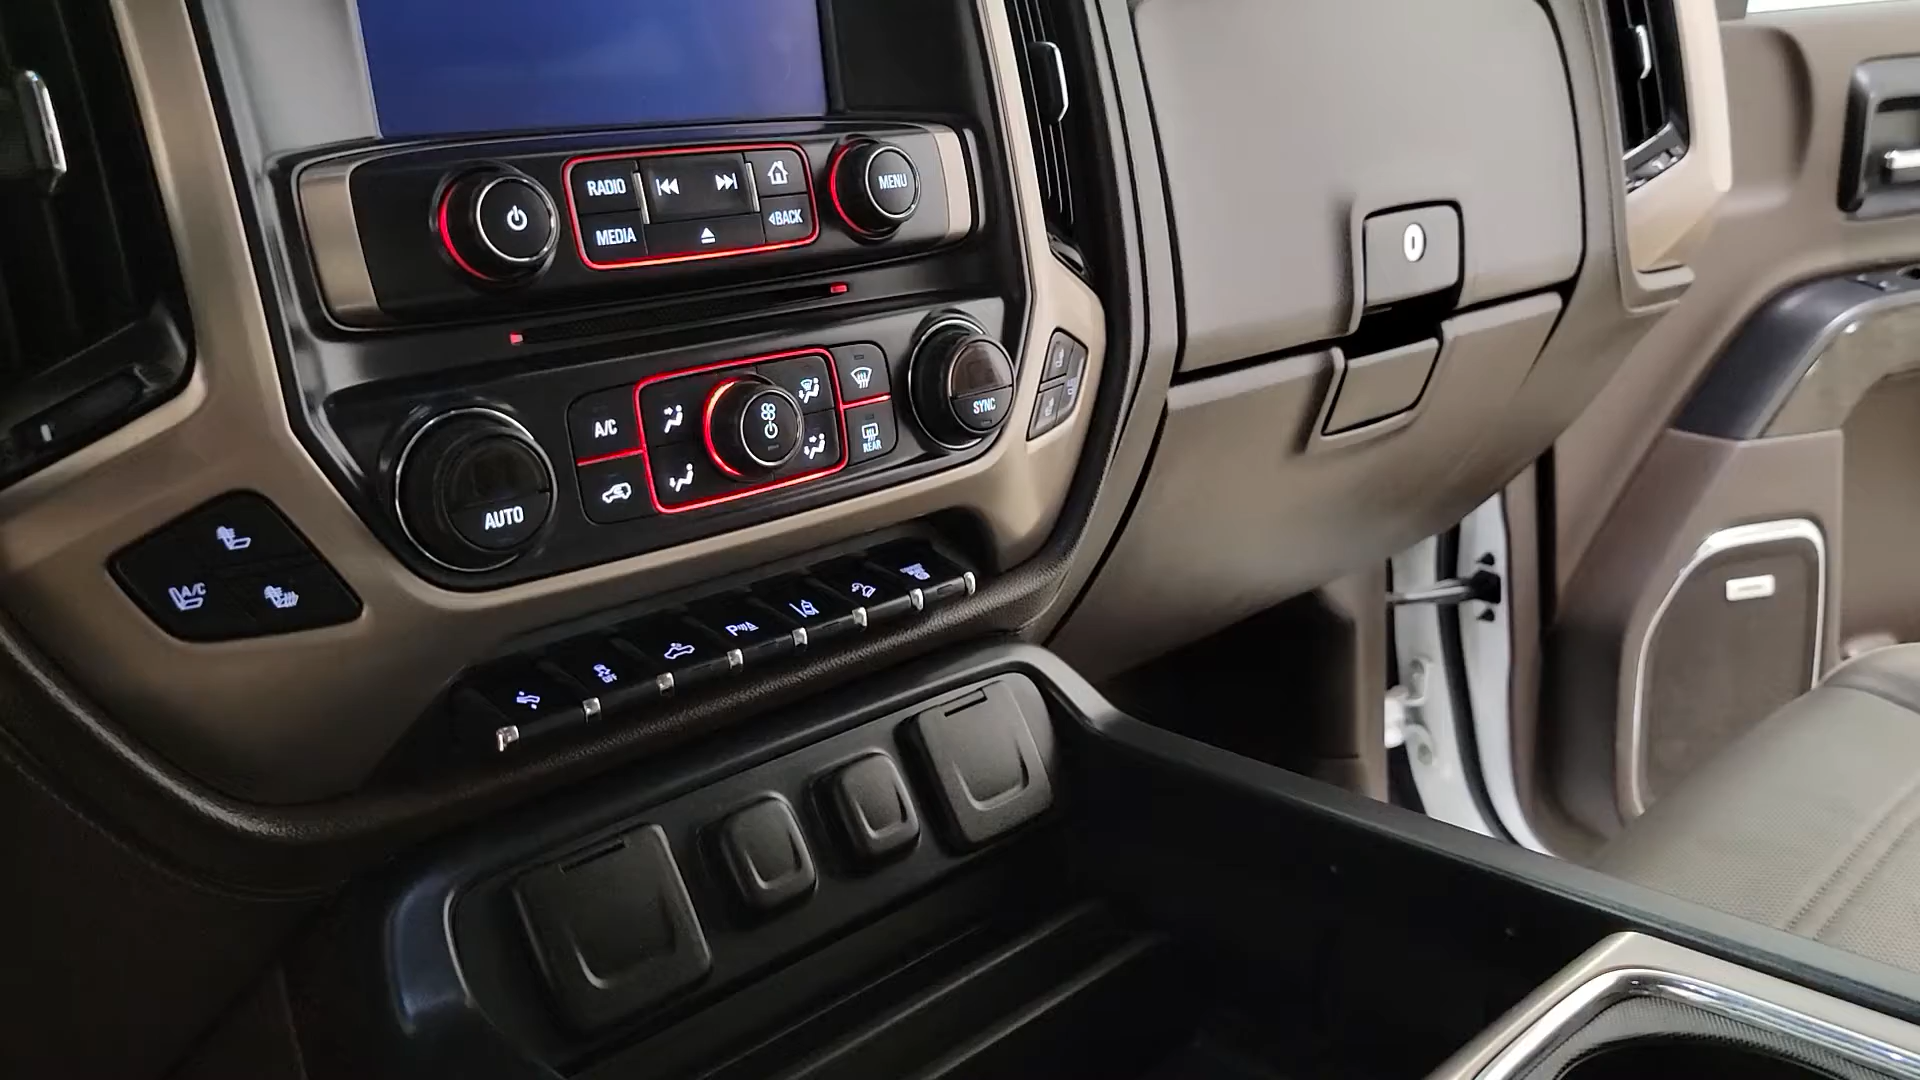 RADIO
MEDIA
BACK
MENU
A/C
SYNC
REAR
AUTO
A/C
P